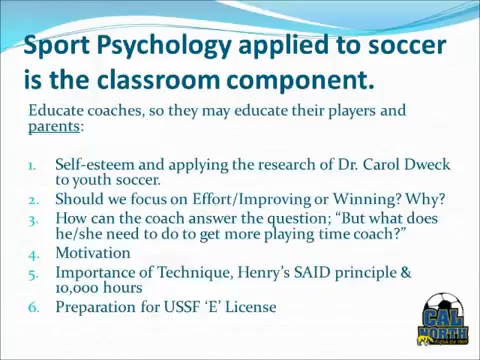 Sport Psychology applied to soccer
is the classroom component.
Educate coaches, so they may educate their players and
parents:
1. Self-esteem and applying the research of Dr. Carol Dweck
to youth soccer.
2. Should we focus on Effort/Improving or Winning? Why?
3. How can the coach answer the question; “But what does
he/she need to do to get more playing time coach?”
4. Motivation
5. Importance of Technique, Henry’s SAID principle &
10,000 hours
6. Preparation for USSF ‘E’ License
CAL
NORTH